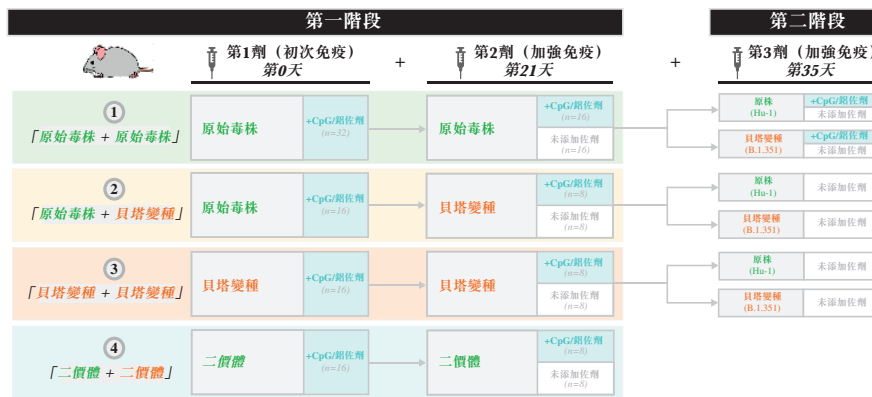 第一階段
第二階段
第1劑（初次免疫）
第0天
+
第2劑（加強免疫）
第21天
+
第3劑（加強免疫）
第35天
1
「原始毒株 + 原始毒株」
原始毒株
+CpG/鋁佐劑
(n=32)
原始毒株
+CpG/鋁佐劑
(n=16)
未添加佐劑
(n=16)
原株
(Hu-1)
+CpG/鋁佐劑
未添加佐劑
貝塔變種
(B.1.351)
+CpG/鋁佐劑
未添加佐劑
2
「原始毒株 + 貝塔變種」
原始毒株
+CpG/鋁佐劑
(n=16)
貝塔變種
+CpG/鋁佐劑
(n=8)
未添加佐劑
(n=8)
原株
(Hu-1)
未添加佐劑
貝塔變種
(B.1.351)
未添加佐劑
3
「貝塔變種 + 貝塔變種」
貝塔變種
+CpG/鋁佐劑
(n=16)
貝塔變種
+CpG/鋁佐劑
(n=8)
未添加佐劑
(n=8)
原株
(Hu-1)
未添加佐劑
貝塔變種
(B.1.351)
未添加佐劑
4
「二價體 + 二價體」
二價體
+CpG/鋁佐劑
(n=16)
二價體
+CpG/鋁佐劑
(n=8)
未添加佐劑
(n=8)